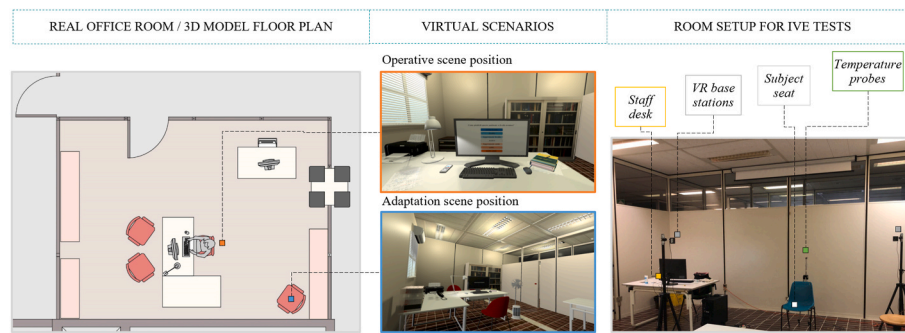 REAL OFFICE ROOM / 3D MODEL FLOOR PLAN
VIRTUAL SCENARIOS
ROOM SETUP FOR IVE TESTS
Operative scene position
Adaptation scene position
Staff
desk
VR base
stations
Subject
seat
Temperature
probes